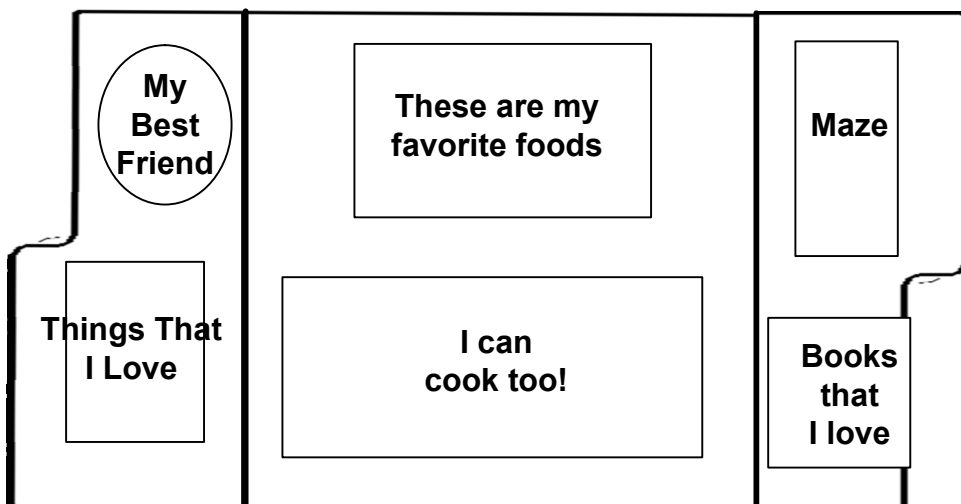 My
Best
Friend
These are my
favorite foods
Maze
Things That
I Love
I can
cook too!
Books
that
I love